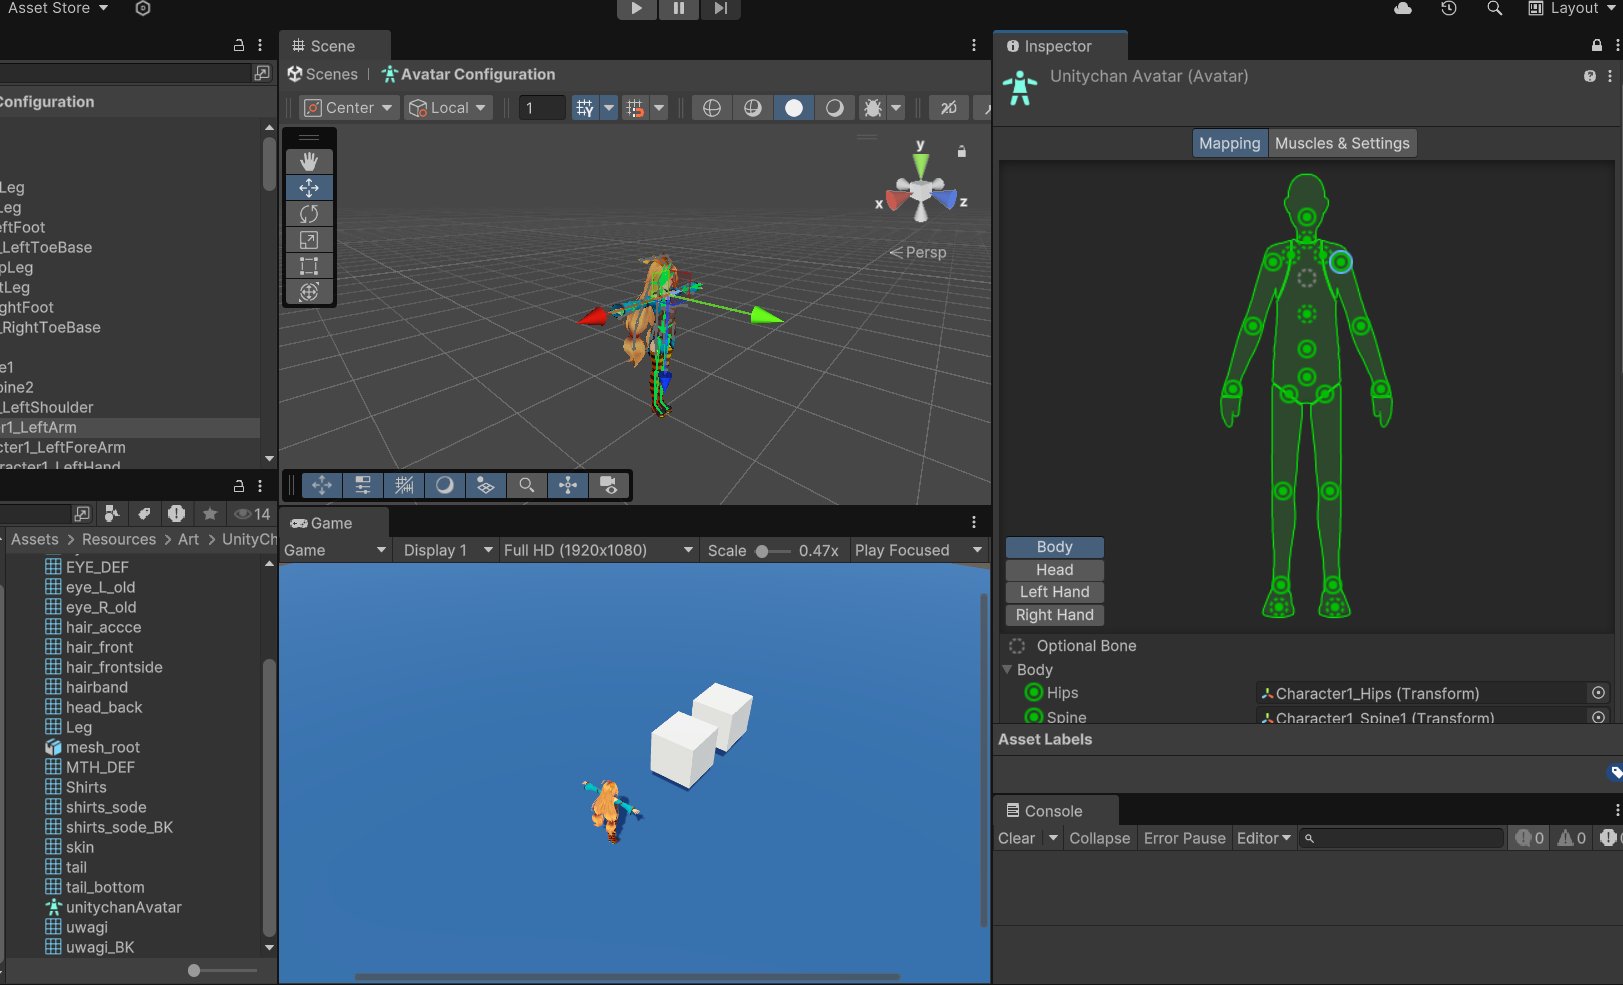 Asset Store
Layout
Configuration
Leg
Leg
eftFoot
_LeftToeBase
pLeg
tLeg
ghtFoot
_RightToeBase
e1
pine2
_LeftShoulder
r1_LeftArm
cter1_LeftForeArm
racter1_LeftHand
14
Assets > Resources > Art > UnityCh
EYE_DEF
eye_L_old
eye_R_old
hair_accce
hair_front
hair_frontside
hairband
head_back
Leg
mesh_root
MTH_DEF
Shirts
shirts_sode
shirts_sode_BK
skin
tail
tail_bottom
unitychanAvatar
uwagi
uwagi_BK
Scene
Scenes | Avatar Configuration
Center Local 1 2D
y
x z
Persp
Game
Game Display 1 Full HD (1920x1080) Scale 0.47x Play Focused
Inspector
Unitychan Avatar (Avatar)
Mapping Muscles & Settings
Body
Head
Left Hand
Right Hand
Optional Bone
Body
Hips Character1_Hips (Transform)
Spine Character1_Spine1 (Transform)
Asset Labels
Console
Clear Collapse Error Pause Editor 0 0